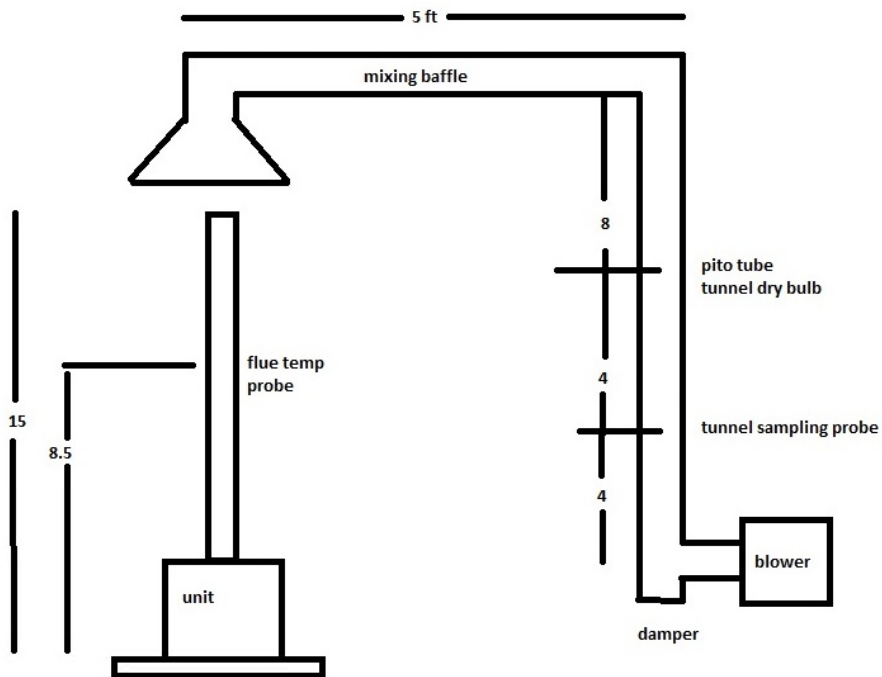 5 ft
mixing baffle
8
pito tube
tunnel dry bulb
flue temp
probe
4
15
tunnel sampling probe
8.5
4
blower
unit
damper